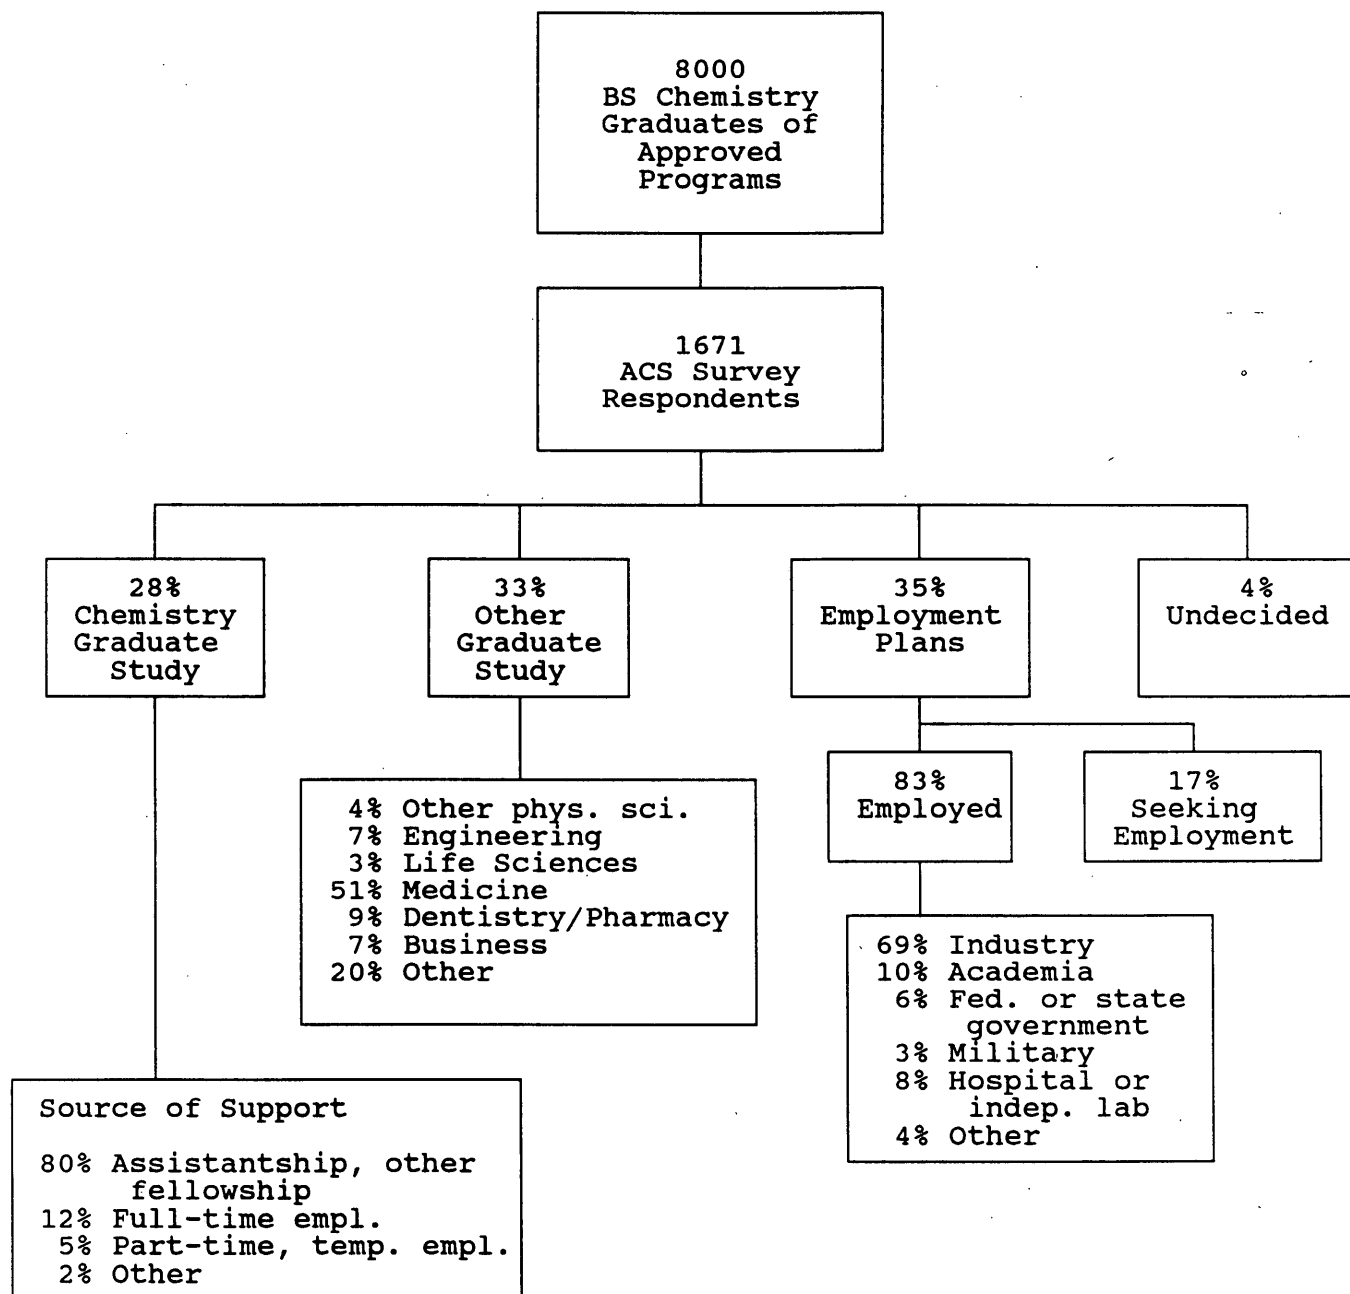 8000
BS Chemistry
Graduates of
Approved
Programs
1671
ACS Survey
Respondents
28%
Chemistry
Graduate
Study
33%
Other
Graduate
Study
35%
Employment
Plans
4%
Undecided
4% Other phys. sci.
7% Engineering
3% Life Sciences
51% Medicine
9% Dentistry/Pharmacy
7% Business
20% Other
83%
Employed
17%
Seeking
Employment
69% Industry
10% Academia
6% Fed. or state
government
3% Military
8% Hospital or
indep. lab
4% Other
Source of Support
80% Assistantship, other
fellowship
12% Full-time empl.
5% Part-time, temp. empl.
2% Other